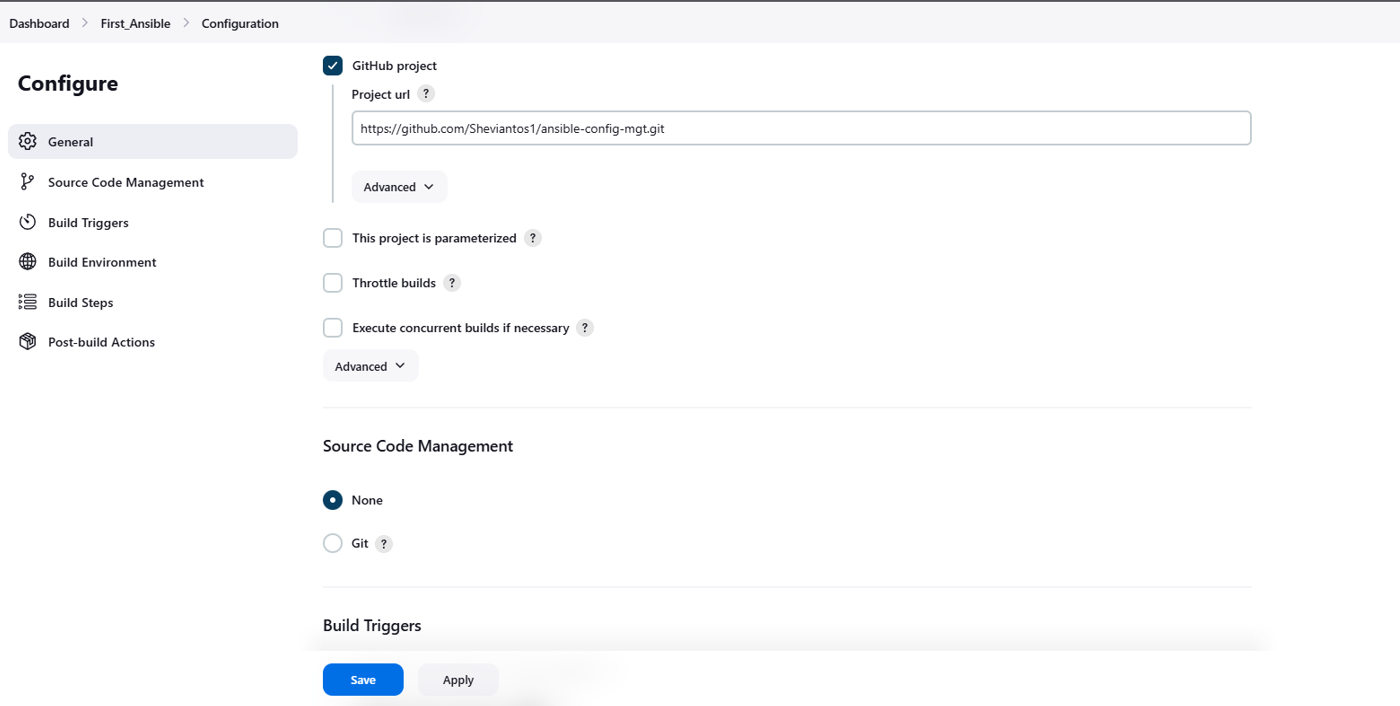 Dashboard > First_Ansible > Configuration
Configure
General
Source Code Management
Build Triggers
Build Environment
Build Steps
Post-build Actions
GitHub project
Project url ?
https://github.com/Sheviantos1/ansible-config-mgt.git
Advanced
This project is parameterized ?
Throttle builds ?
Execute concurrent builds if necessary ?
Advanced
Source Code Management
None
Git ?
Build Triggers
Save Apply